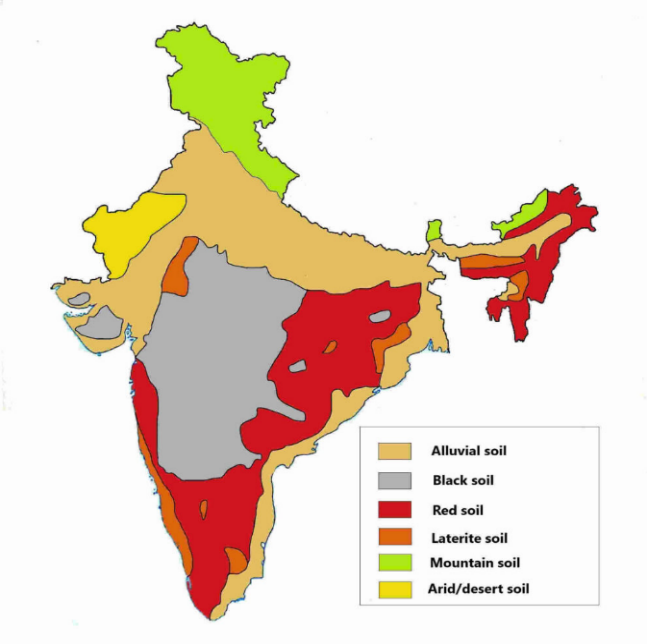 Alluvial soil
Black soil
Red soil
Laterite soil
Mountain soil
Arid/desert soil